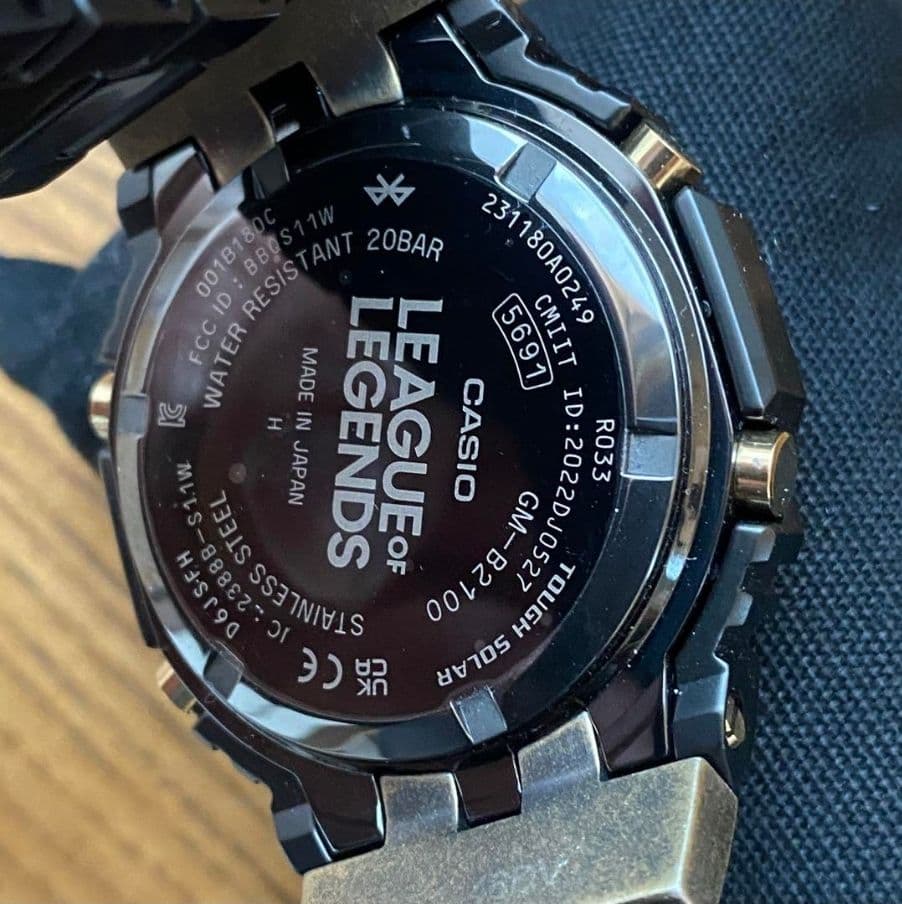 CASIO
LEAGUE OF
LEGENDS
MADE IN JAPAN
H
GM-B2100
5691
WATER RESISTANT 20BAR
STAINLESS STEEL
TOUGH SOLAR
R033
231180A0249
CMIIT ID:2022DJ0527
001B180C
FCC ID : BBQS11W
IC : 2388B-S11W
D6JSFH
CE
UK
CA